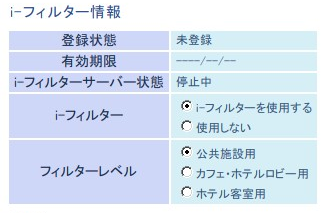 i-フィルター情報
登録状態 未登録
有効期限 ----/--/--
i-フィルターサーバー状態 停止中
i-フィルター
i-フィルターを使用する
使用しない
フィルターレベル
公共施設用
カフェ・ホテルロビー用
ホテル客室用